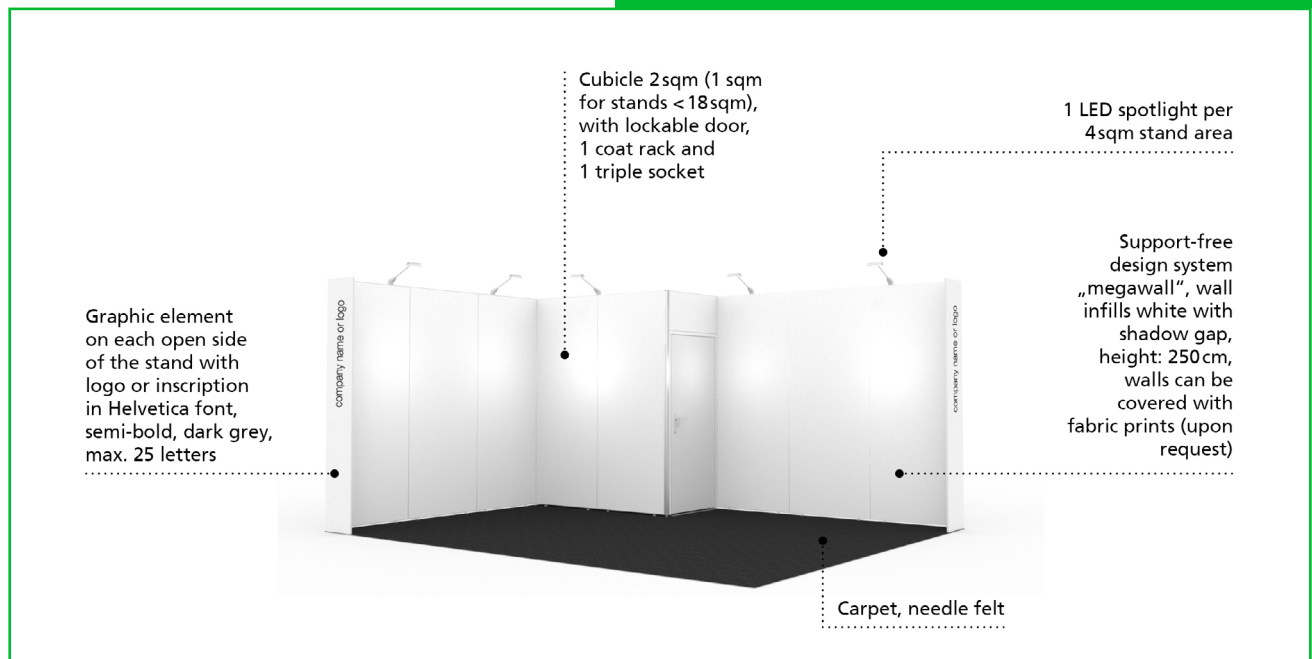 Cubicle 2 sqm (1 sqm
for stands < 18 sqm),
with lockable door,
1 coat rack and
1 triple socket
1 LED spotlight per
4 sqm stand area
Support-free
design system
„megawall“, wall
infills white with
shadow gap,
height: 250 cm,
walls can be
covered with
fabric prints (upon
request)
Graphic element
on each open side
of the stand with
logo or inscription
in Helvetica font,
semi-bold, dark grey,
max. 25 letters
company name or logo
company name or logo
Carpet, needle felt